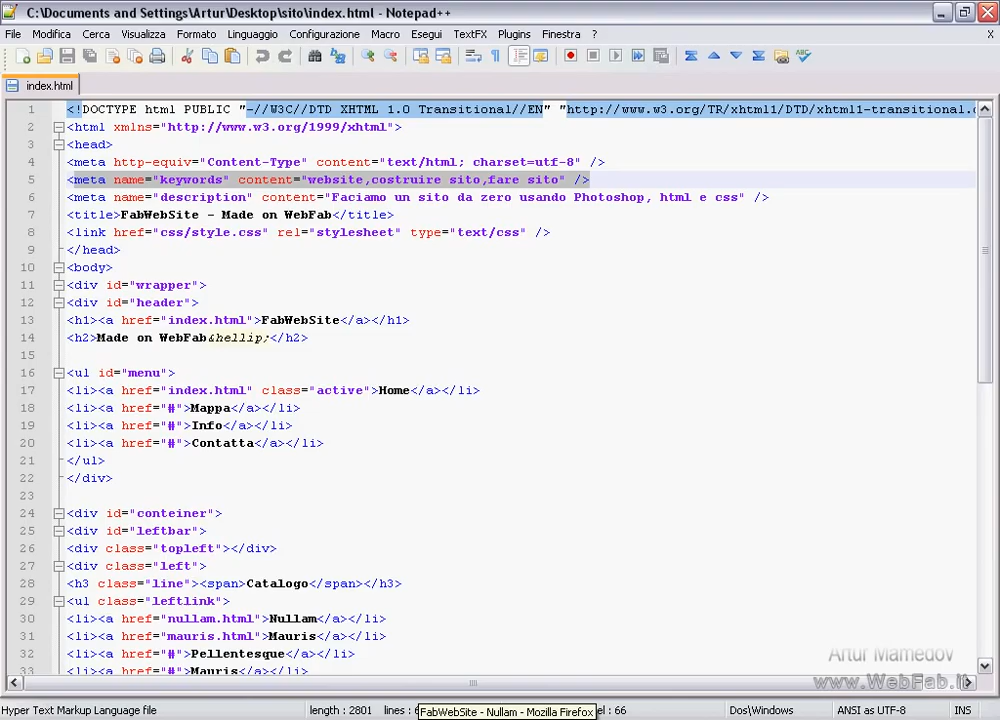 C:\Documents and Settings\Artur\Desktop\sito\index.html - Notepad++
File Modifica Cerca Visualizza Formato Linguaggio Configurazione Macro Esegui TextFX Plugins Finestra ? X
index.html
1 <!DOCTYPE html PUBLIC "-//W3C//DTD XHTML 1.0 Transitional//EN" "http://www.w3.org/TR/xhtml1/DTD/xhtml1-transitional.
2 <html xmlns="http://www.w3.org/1999/xhtml">
3 <head>
4 <meta http-equiv="Content-Type" content="text/html; charset=utf-8" />
5 <meta name="keywords" content="website,costruire sito,fare sito" />
6 <meta name="description" content="Faciamo un sito da zero usando Photoshop, html e css" />
7 <title>FabWebSite - Made on WebFab</title>
8 <link href="css/style.css" rel="stylesheet" type="text/css" />
9 </head>
10 <body>
11 <div id="wrapper">
12 <div id="header">
13 <h1><a href="index.html">FabWebSite</a></h1>
14 <h2>Made on WebFab&hellip;</h2>
15
16 <ul id="menu">
17 <li><a href="index.html" class="active">Home</a></li>
18 <li><a href="#">Mappa</a></li>
19 <li><a href="#">Info</a></li>
20 <li><a href="#">Contatta</a></li>
21 </ul>
22 </div>
23
24 <div id="conteiner">
25 <div id="leftbar">
26 <div class="topleft"></div>
27 <div class="left">
28 <h3 class="line"><span>Catalogo</span></h3>
29 <ul class="leftlink">
30 <li><a href="nullam.html">Nullam</a></li>
31 <li><a href="mauris.html">Mauris</a></li>
32 <li><a href="#">Pellentesque</a></li>
33 <li><a href="#">Mauris</a></li>
Artur Mamedov
www.WebFab.it
Hyper Text Markup Language file length : 2801 lines : FabWebSite - Nullam - Mozilla Firefox el : 66 Dos\Windows ANSI as UTF-8 INS